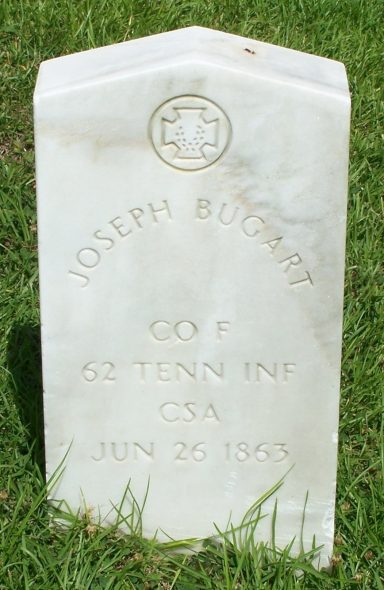 JOSEPH BUGART
CO F
62 TENN INF
CSA
JUN 26 1863